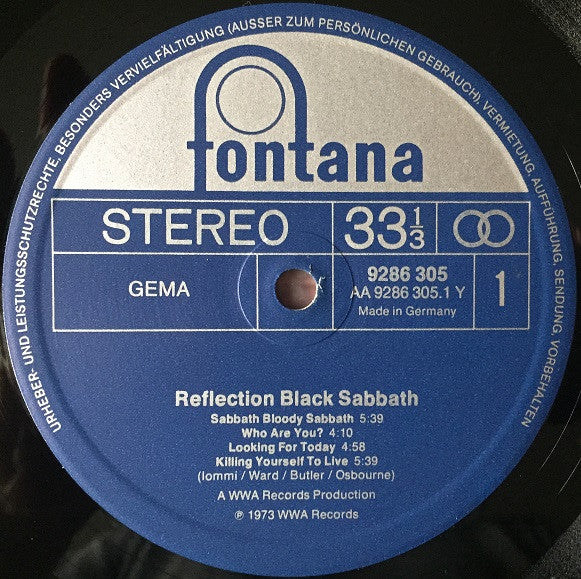 URHEBER- UND LEISTUNGSSCHUTZRECHTE, BESONDERS VERVIELFÄLTIGUNG (AUSSER ZUM PERSÖNLICHEN GEBRAUCH), VERMIETUNG, AUFFÜHRUNG, SENDUNG, VORBEHALTEN
fontana
STEREO 33⅓
GEMA 9286 305 1
AA 9286 305.1 Y
Made in Germany
Reflection Black Sabbath
Sabbath Bloody Sabbath 5:39
Who Are You? 4:10
Looking For Today 4:58
Killing Yourself To Live 5:39
(Iommi / Ward / Butler / Osbourne)
A WWA Records Production
℗ 1973 WWA Records